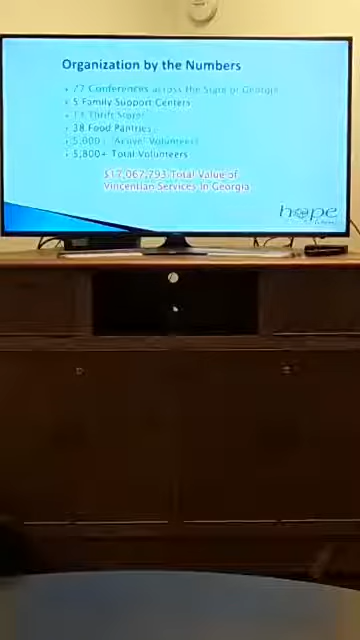 Organization by the Numbers
77 Conferences across the State of Georgia
5 Family Support Centers
11 Thrift Stores
38 Food Pantries
5,000+ "Active" Volunteers
5,800+ Total Volunteers
$17,067,793 Total Value of
Vincentian Services in Georgia
hope